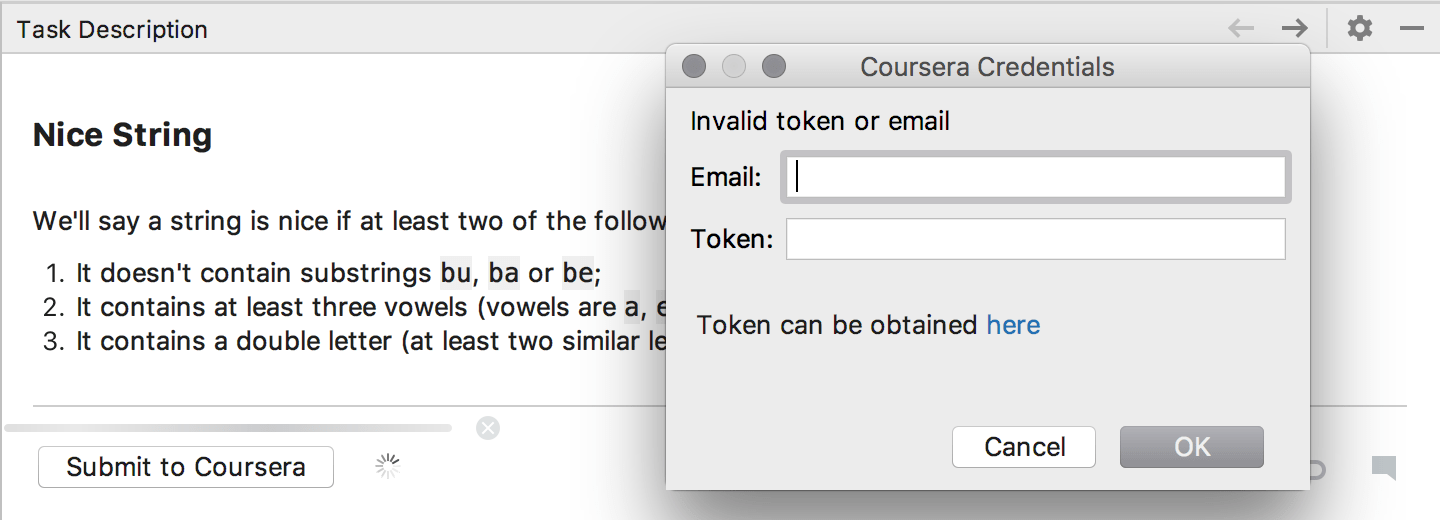 Task Description
Nice String
We'll say a string is nice if at least two of the
1. It doesn't contain substrings bu, ba or be;
2. It contains at least three vowels (vowels are a,
3. It contains a double letter (at least two similar
Submit to Coursera
Coursera Credentials
Invalid token or email
Email:
Token:
Token can be obtained here
Cancel
OK